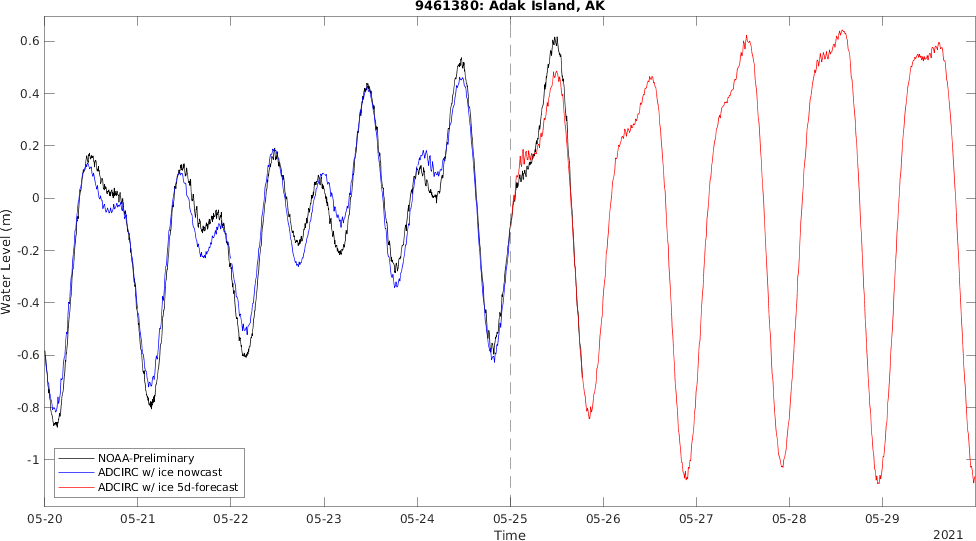 9461380: Adak Island, AK
0.6
0.4
0.2
0
-0.2
-0.4
-0.6
-0.8
-1
Water Level (m)
NOAA-Preliminary
ADCIRC w/ ice nowcast
ADCIRC w/ ice 5d-forecast
05-20 05-21 05-22 05-23 05-24 05-25 05-26 05-27 05-28 05-29
Time
2021